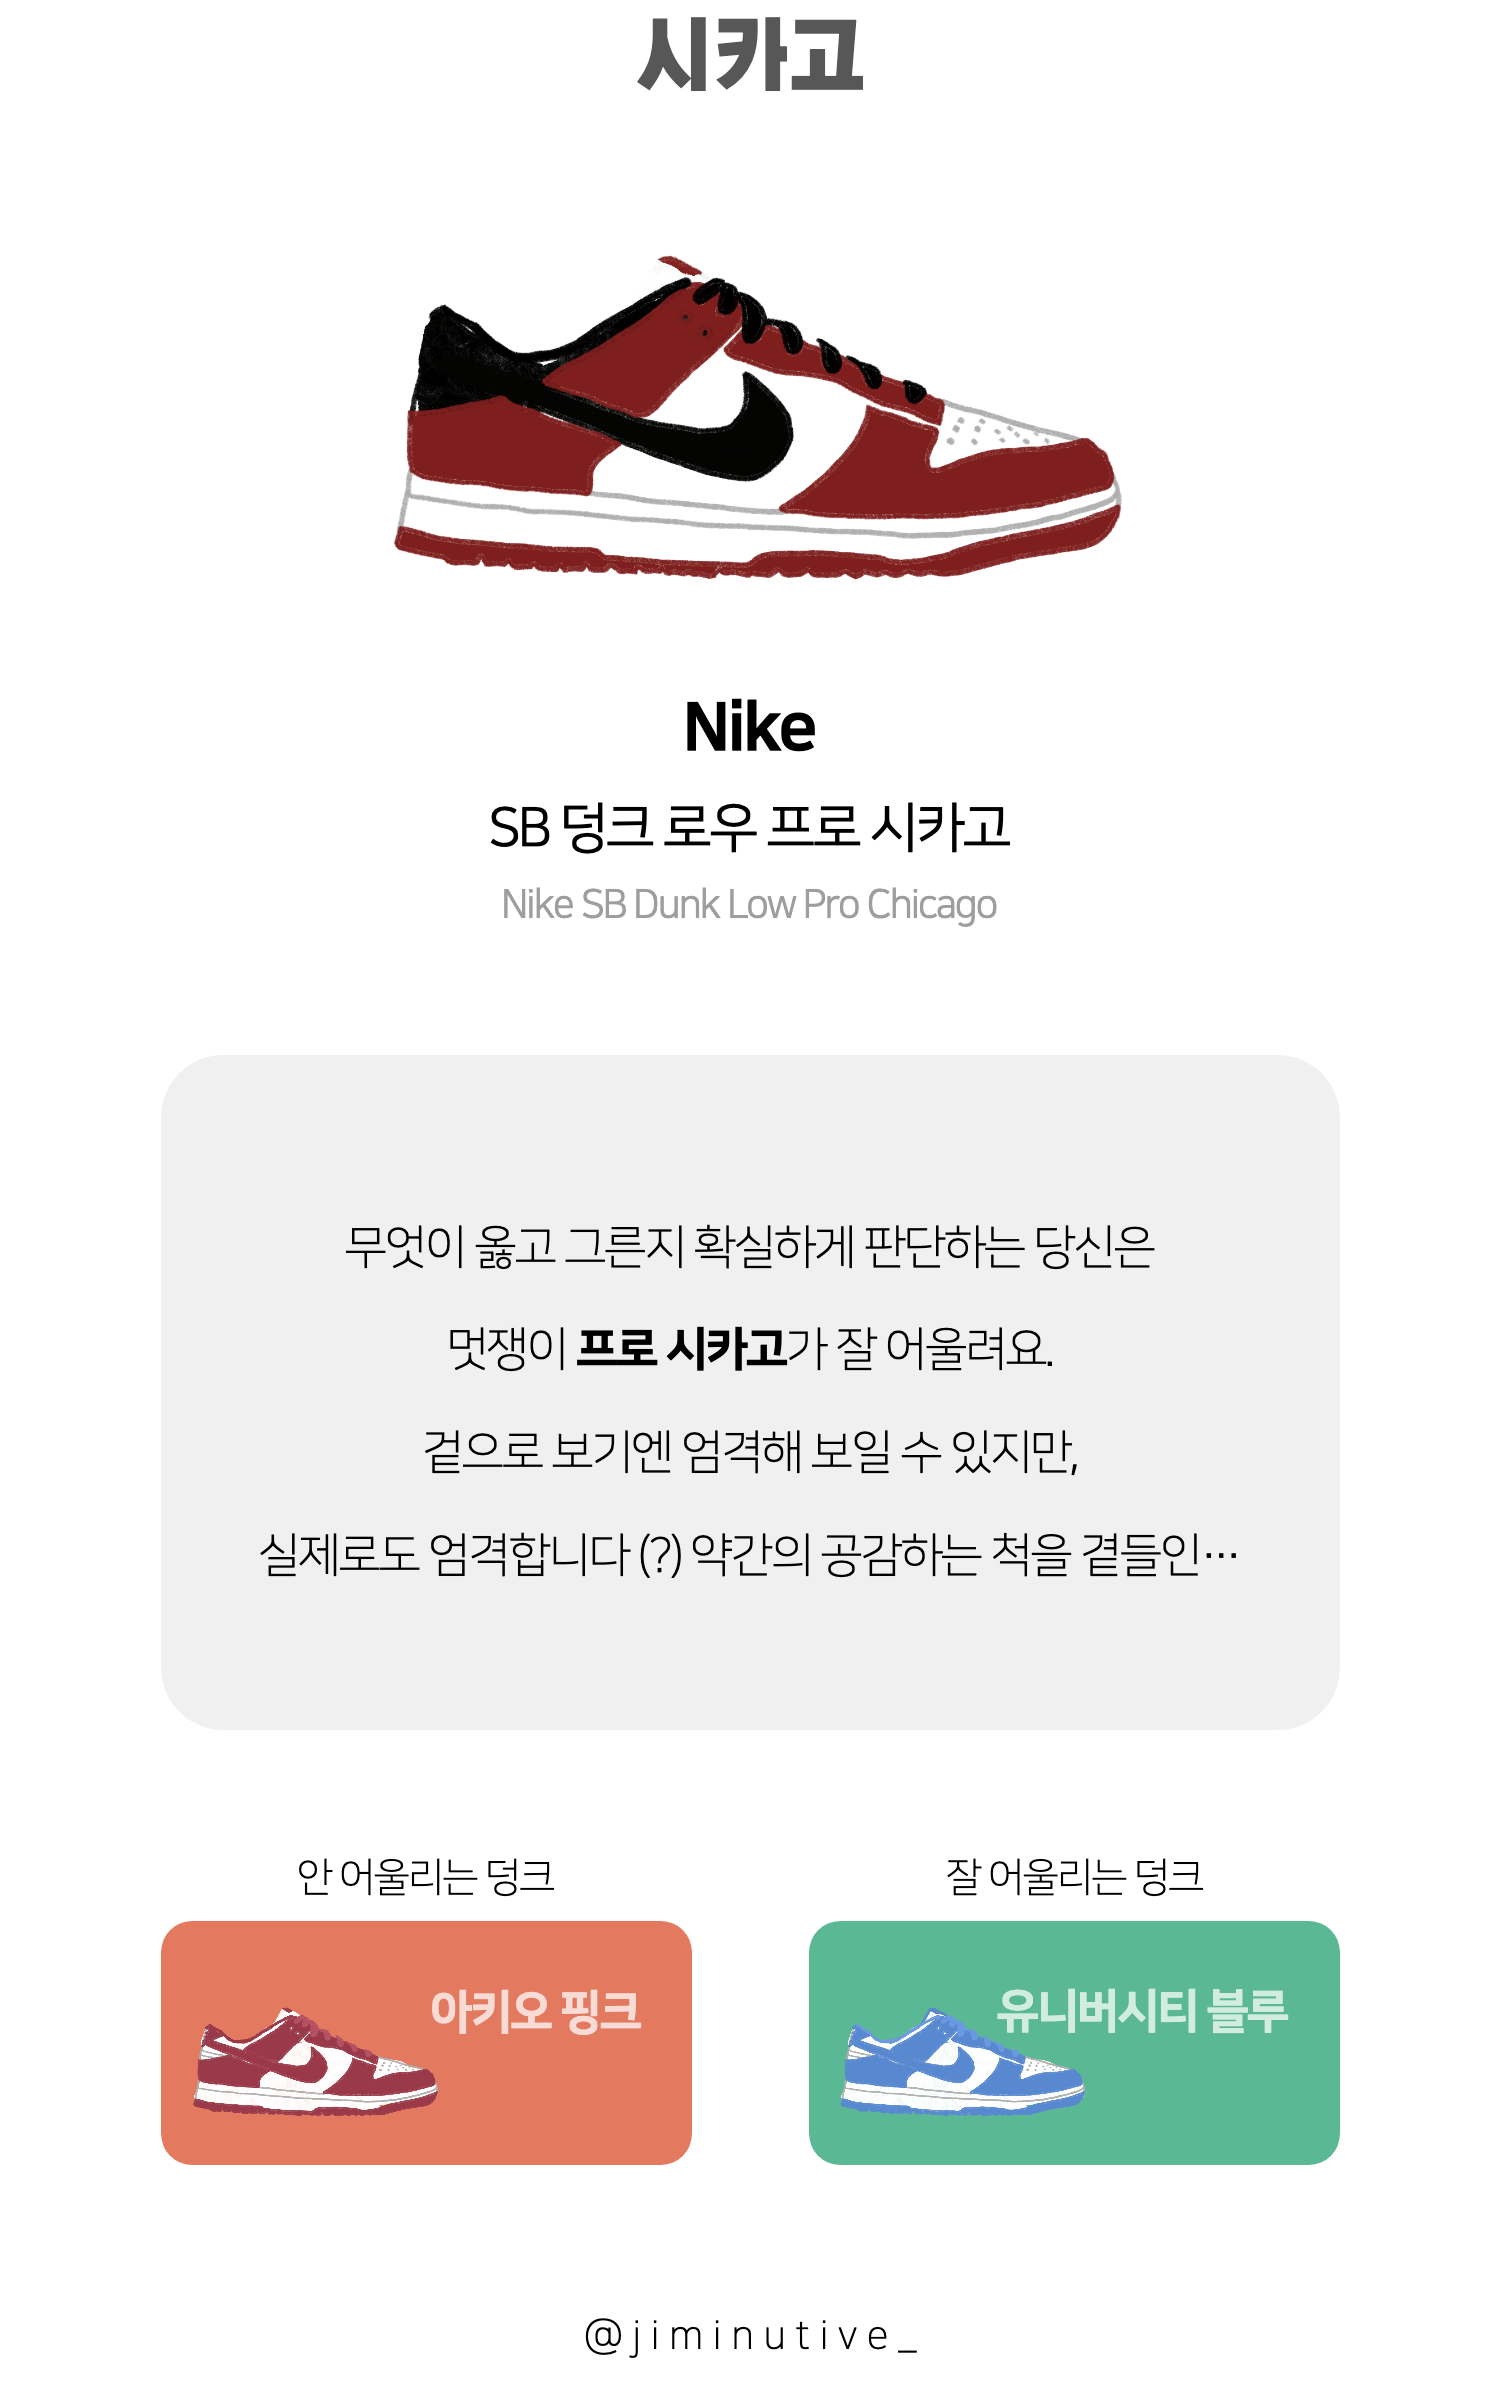 시카고
Nike
SB 덩크 로우 프로 시카고
Nike SB Dunk Low Pro Chicago
무엇이 옳고 그른지 확실하게 판단하는 당신은
멋쟁이 프로 시카고가 잘 어울려요.
겉으로 보기엔 엄격해 보일 수 있지만,
실제로도 엄격합니다 (?) 약간의 공감하는 척을 곁들인…
안 어울리는 덩크
아키오 핑크
잘 어울리는 덩크
유니버시티 블루
@jiminutive_